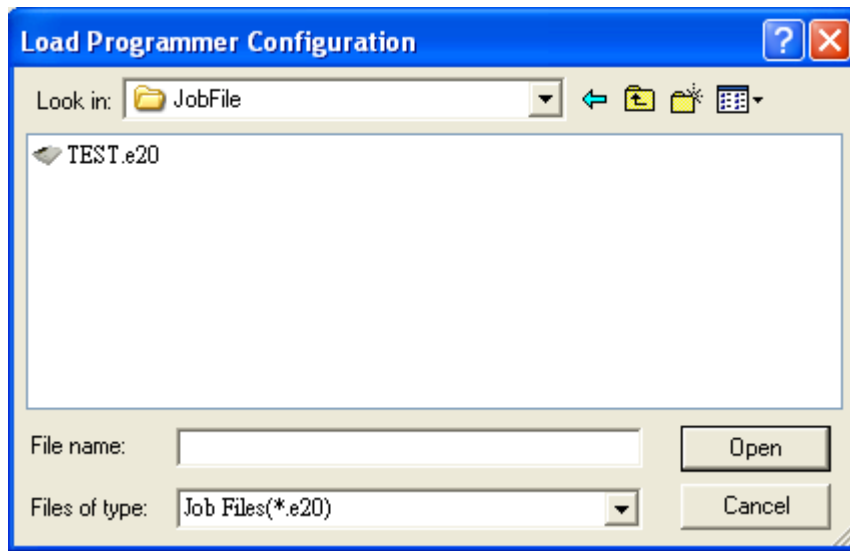 Load Programmer Configuration
?
Look in: JobFile
TEST.e20
File name:
Open
Files of type: Job Files(*.e20)
Cancel